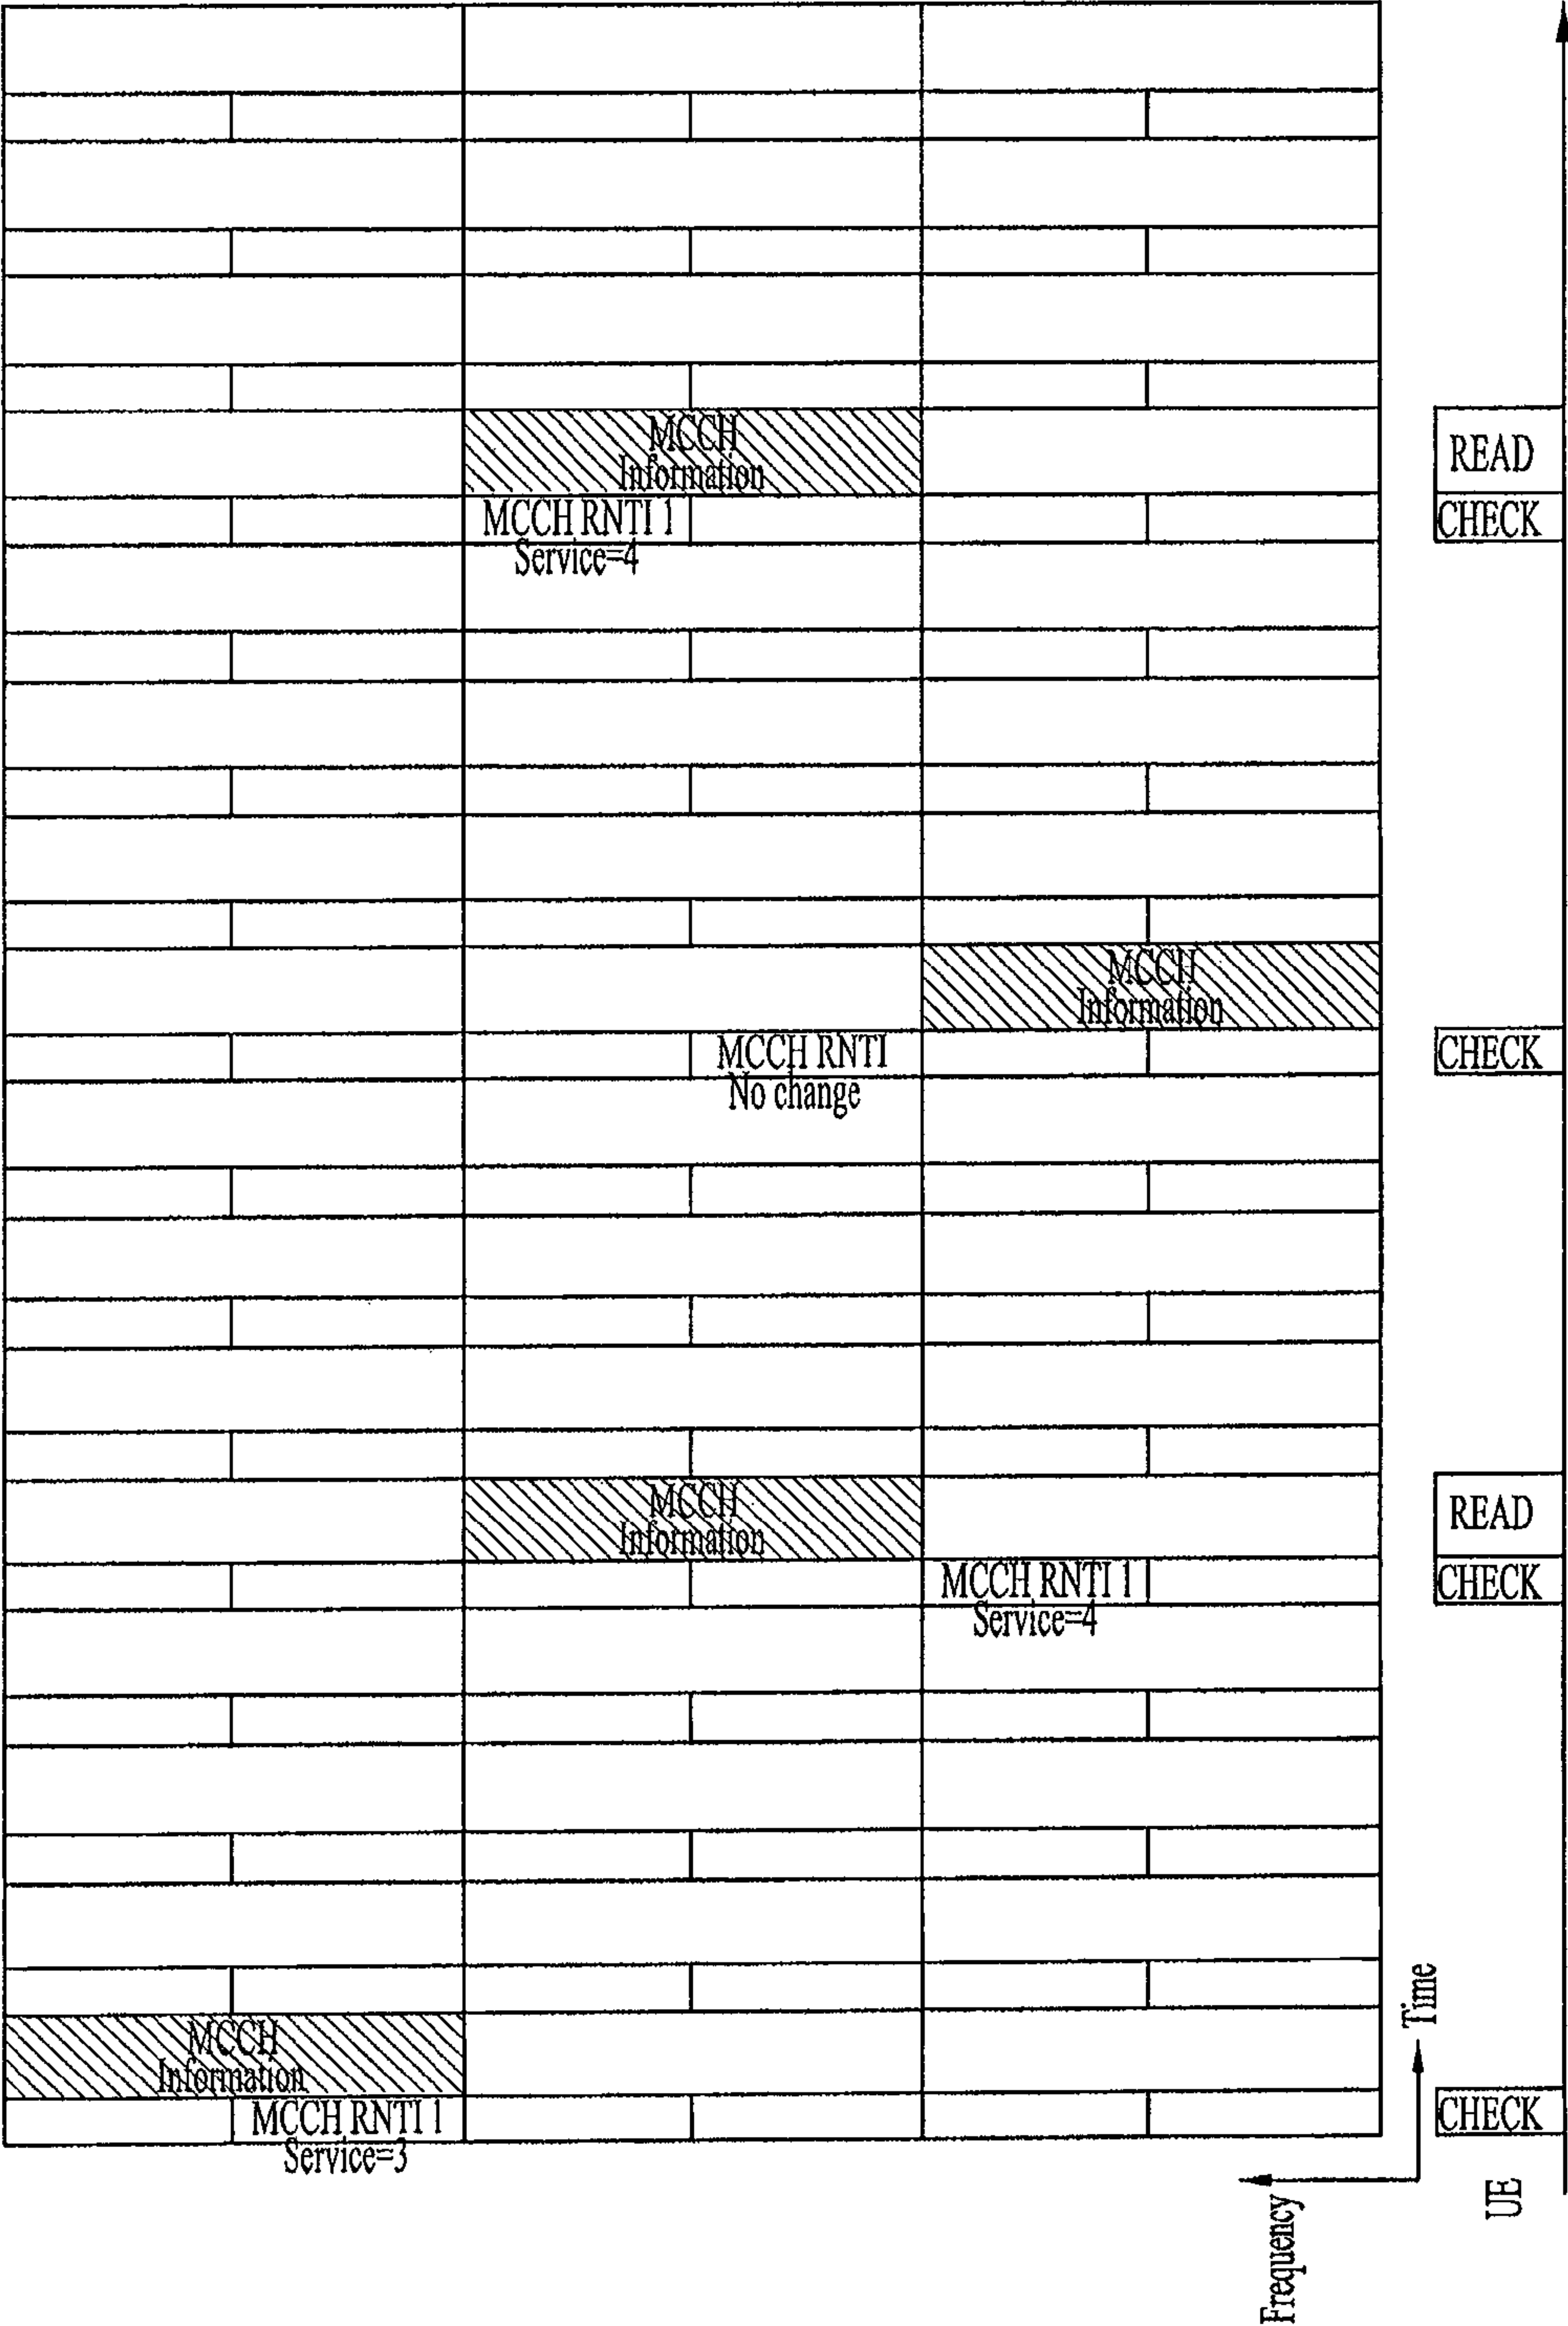 MCCH
Information
READ
MCCH RNTI 1
Service=4
CHECK
MCCH
Information
MCCH RNTI
No change
CHECK
MCCH
Information
READ
MCCH RNTI 1
Service=4
CHECK
MCCH
Information
Time
MCCH RNTI 1
Service=3
CHECK
UE
Frequency